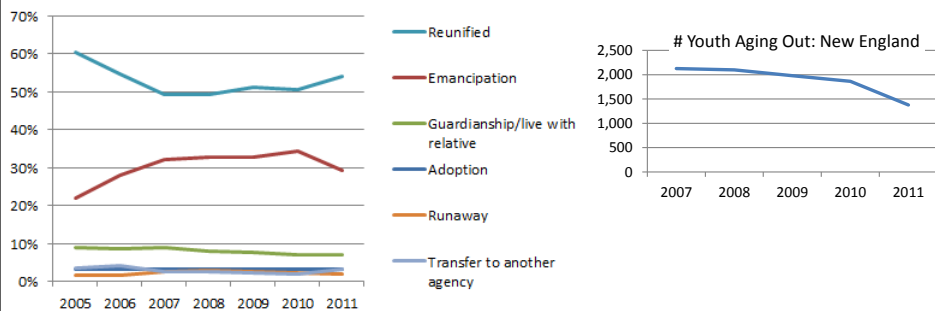 70%
60%
50%
40%
30%
20%
10%
0%
2005 2006 2007 2008 2009 2010 2011
Reunified
Emancipation
Guardianship/live with
relative
Adoption
Runaway
Transfer to another
agency
# Youth Aging Out: New England
2,500
2,000
1,500
1,000
500
0
2007 2008 2009 2010 2011